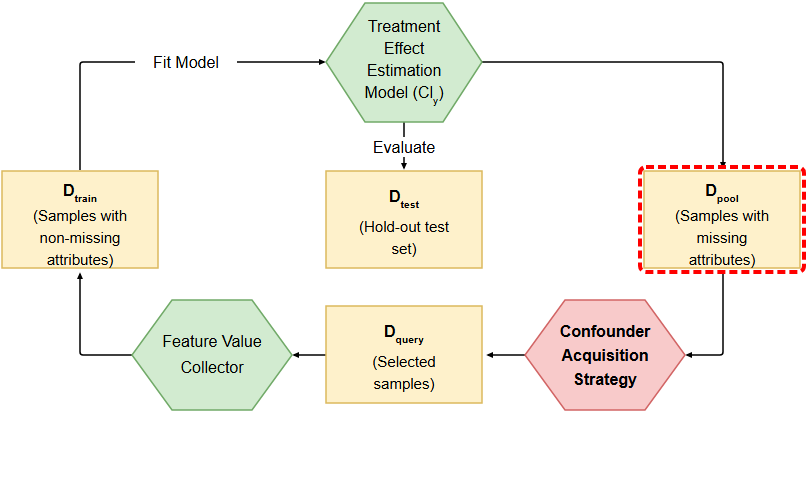 Treatment
Effect
Estimation
Model (CI_y)
Fit Model
Evaluate
D_train
(Samples with
non-missing
attributes)
D_test
(Hold-out test
set)
D_pool
(Samples with
missing
attributes)
Feature Value
Collector
D_query
(Selected
samples)
Confounder
Acquisition
Strategy